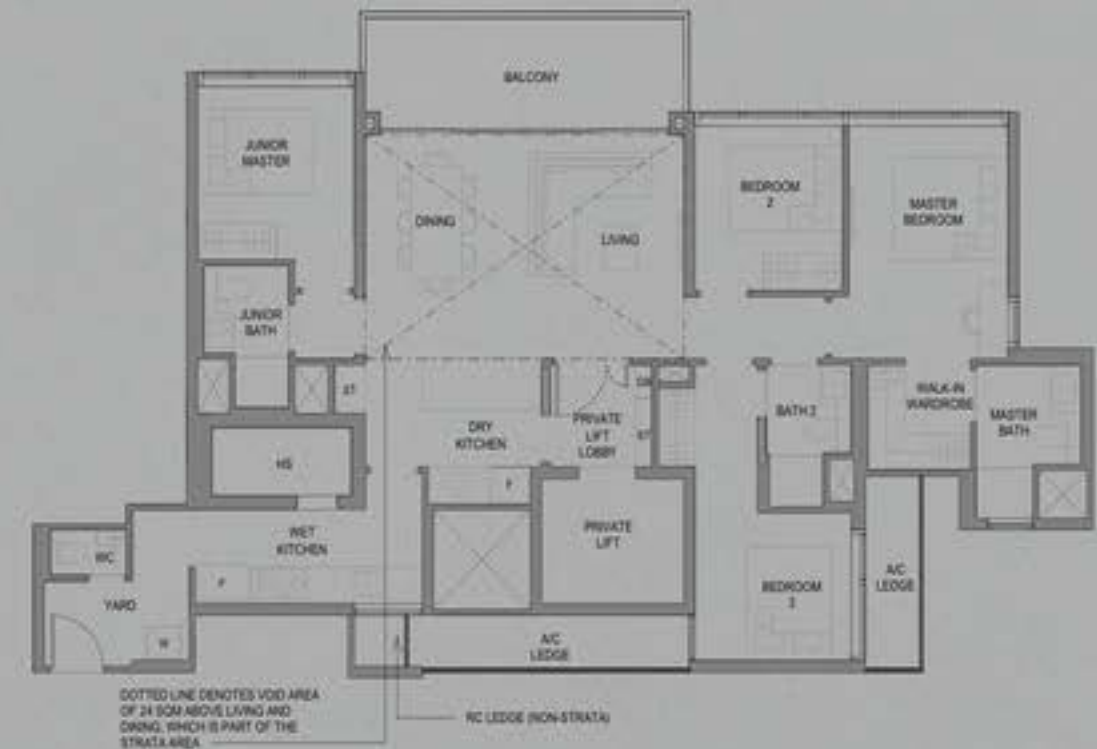 BALCONY
JUNIOR
MASTER
BEDROOM
2
MASTER
BEDROOM
DINING
LIVING
JUNIOR
BATH
ST
DRY
KITCHEN
PRIVATE
LIFT
LOBBY
ST
BATH 2
WALK-IN
WARDROBE
MASTER
BATH
HS
F
WET
KITCHEN
PRIVATE
LIFT
WC
F
YARD
W
BEDROOM
3
A/C
LEDGE
A/C
LEDGE
DOTTED LINE DENOTES VOID AREA
OF 24 SQM ABOVE LIVING AND
DINING, WHICH IS PART OF THE
STRATA AREA
RC LEDGE (NON-STRATA)